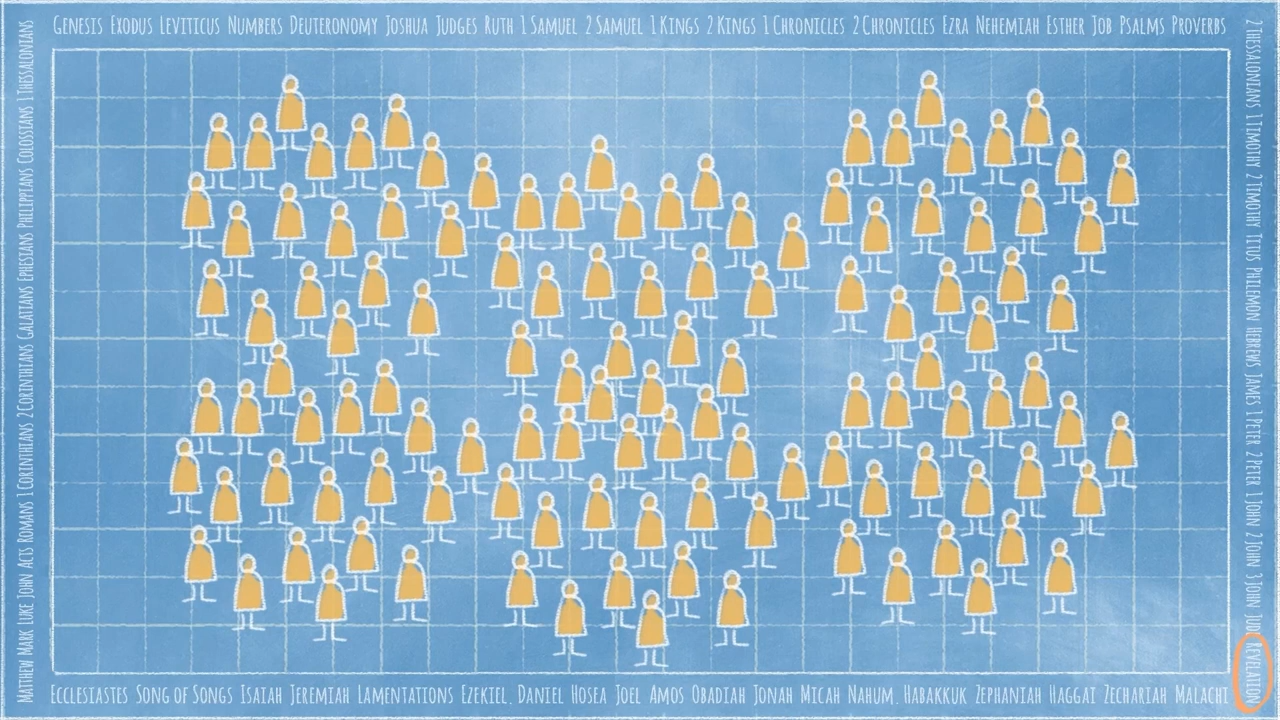 Genesis Exodus Leviticus Numbers Deuteronomy Joshua Judges Ruth 1 Samuel 2 Samuel 1 Kings 2 Kings 1 Chronicles 2 Chronicles Ezra Nehemiah Esther Job Psalms Proverbs
Ecclesiastes Song of Songs Isaiah Jeremiah Lamentations Ezekiel. Daniel Hosea Joel Amos Obadiah Jonah Micah Nahum. Habakkuk Zephaniah Haggai Zechariah Malachi
Matthew Mark Luke John Acts Romans 1 Corinthians 2 Corinthians Galatians Ephesians Philippians Colossians 1 Thessalonians
2 Thessalonians 1 Timothy 2 Timothy Titus Philemon Hebrews James 1 Peter 2 Peter 1 John 2 John 3 John Jude Revelation